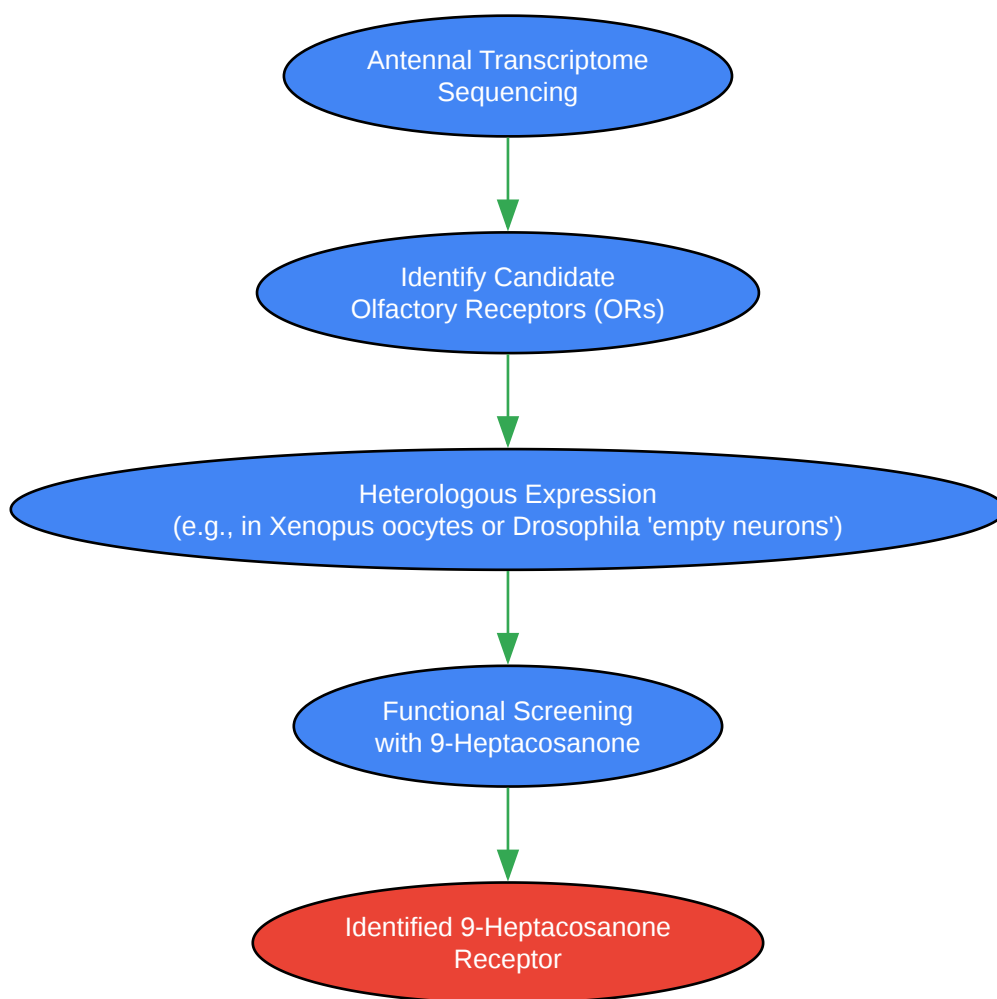 Antennal Transcriptome
Sequencing
Identify Candidate
Olfactory Receptors (ORs)
Heterologous Expression
(e.g., in Xenopus oocytes or Drosophila 'empty neurons')
Functional Screening
with 9-Heptacosanone
Identified 9-Heptacosanone
Receptor